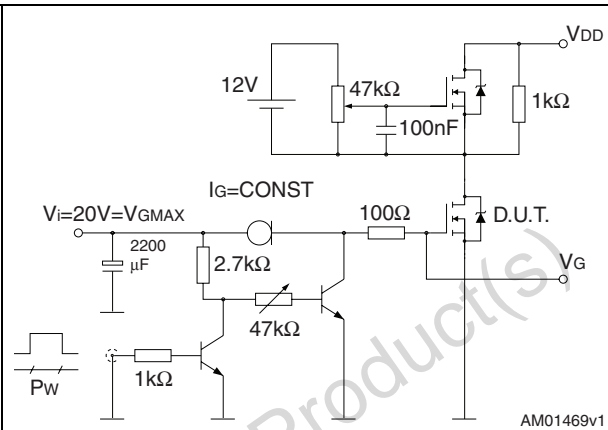 VDD
12V
47kΩ
1kΩ
100nF
IG=CONST
Vi=20V=VGMAX
100Ω
D.U.T.
2200
μF
2.7kΩ
VG
47kΩ
1kΩ
PW
Product(s)
AM01469v1